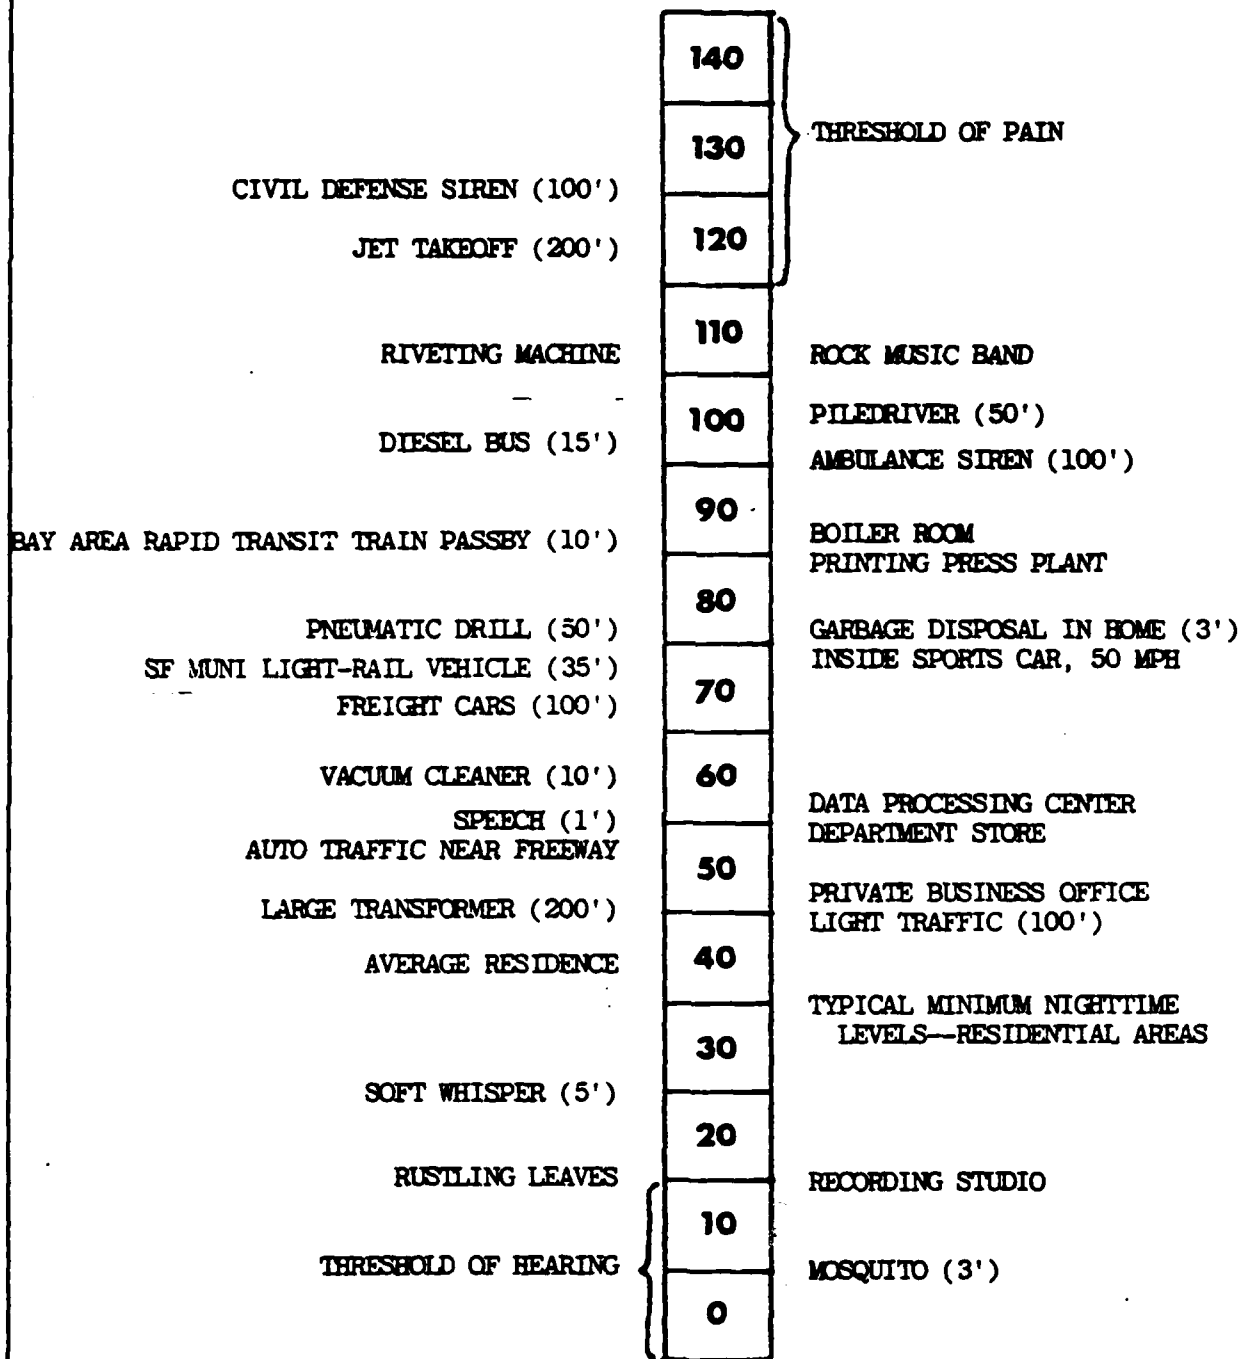 140
THRESHOLD OF PAIN
130
CIVIL DEFENSE SIREN (100')
JET TAKEOFF (200')
120
110
RIVETING MACHINE
ROCK MUSIC BAND
100
PILEDRIVER (50')
DIESEL BUS (15')
AMBULANCE SIREN (100')
90
BAY AREA RAPID TRANSIT TRAIN PASSBY (10')
BOILER ROOM
PRINTING PRESS PLANT
80
PNEUMATIC DRILL (50')
GARBAGE DISPOSAL IN HOME (3')
SF MUNI LIGHT-RAIL VEHICLE (35')
INSIDE SPORTS CAR, 50 MPH
70
FREIGHT CARS (100')
VACUUM CLEANER (10')
60
DATA PROCESSING CENTER
SPEECH (1')
DEPARTMENT STORE
AUTO TRAFFIC NEAR FREEWAY
50
PRIVATE BUSINESS OFFICE
LARGE TRANSFORMER (200')
LIGHT TRAFFIC (100')
40
AVERAGE RESIDENCE
TYPICAL MINIMUM NIGHTTIME
LEVELS—RESIDENTIAL AREAS
30
SOFT WHISPER (5')
20
RUSTLING LEAVES
RECORDING STUDIO
10
THRESHOLD OF HEARING
MOSQUITO (3')
0